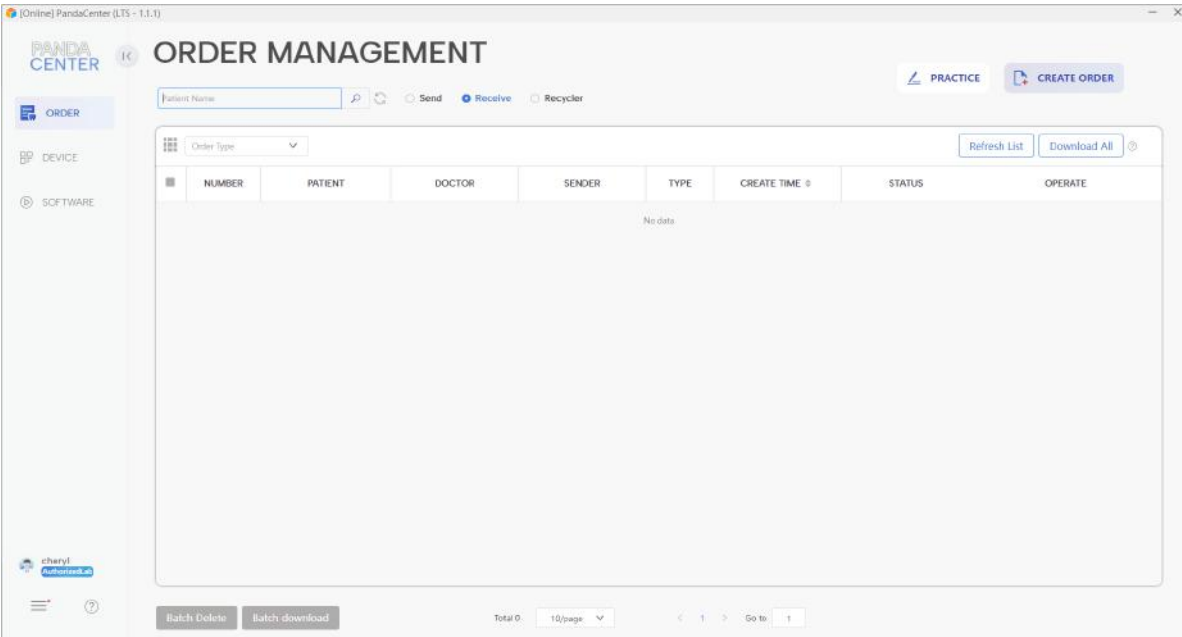 [Online] PandaCenter (LTS - 1.1.1)
PANDA
CENTER
ORDER MANAGEMENT
PRACTICE
CREATE ORDER
Patient Name
Send
Receive
Recycler
ORDER
DEVICE
SOFTWARE
Order Type
Refresh List
Download All
NUMBER PATIENT DOCTOR SENDER TYPE CREATE TIME STATUS OPERATE
No data
cheryl
AuthorizedLab
Batch Delete
Batch download
Total 0
10/page
1
Go to 1